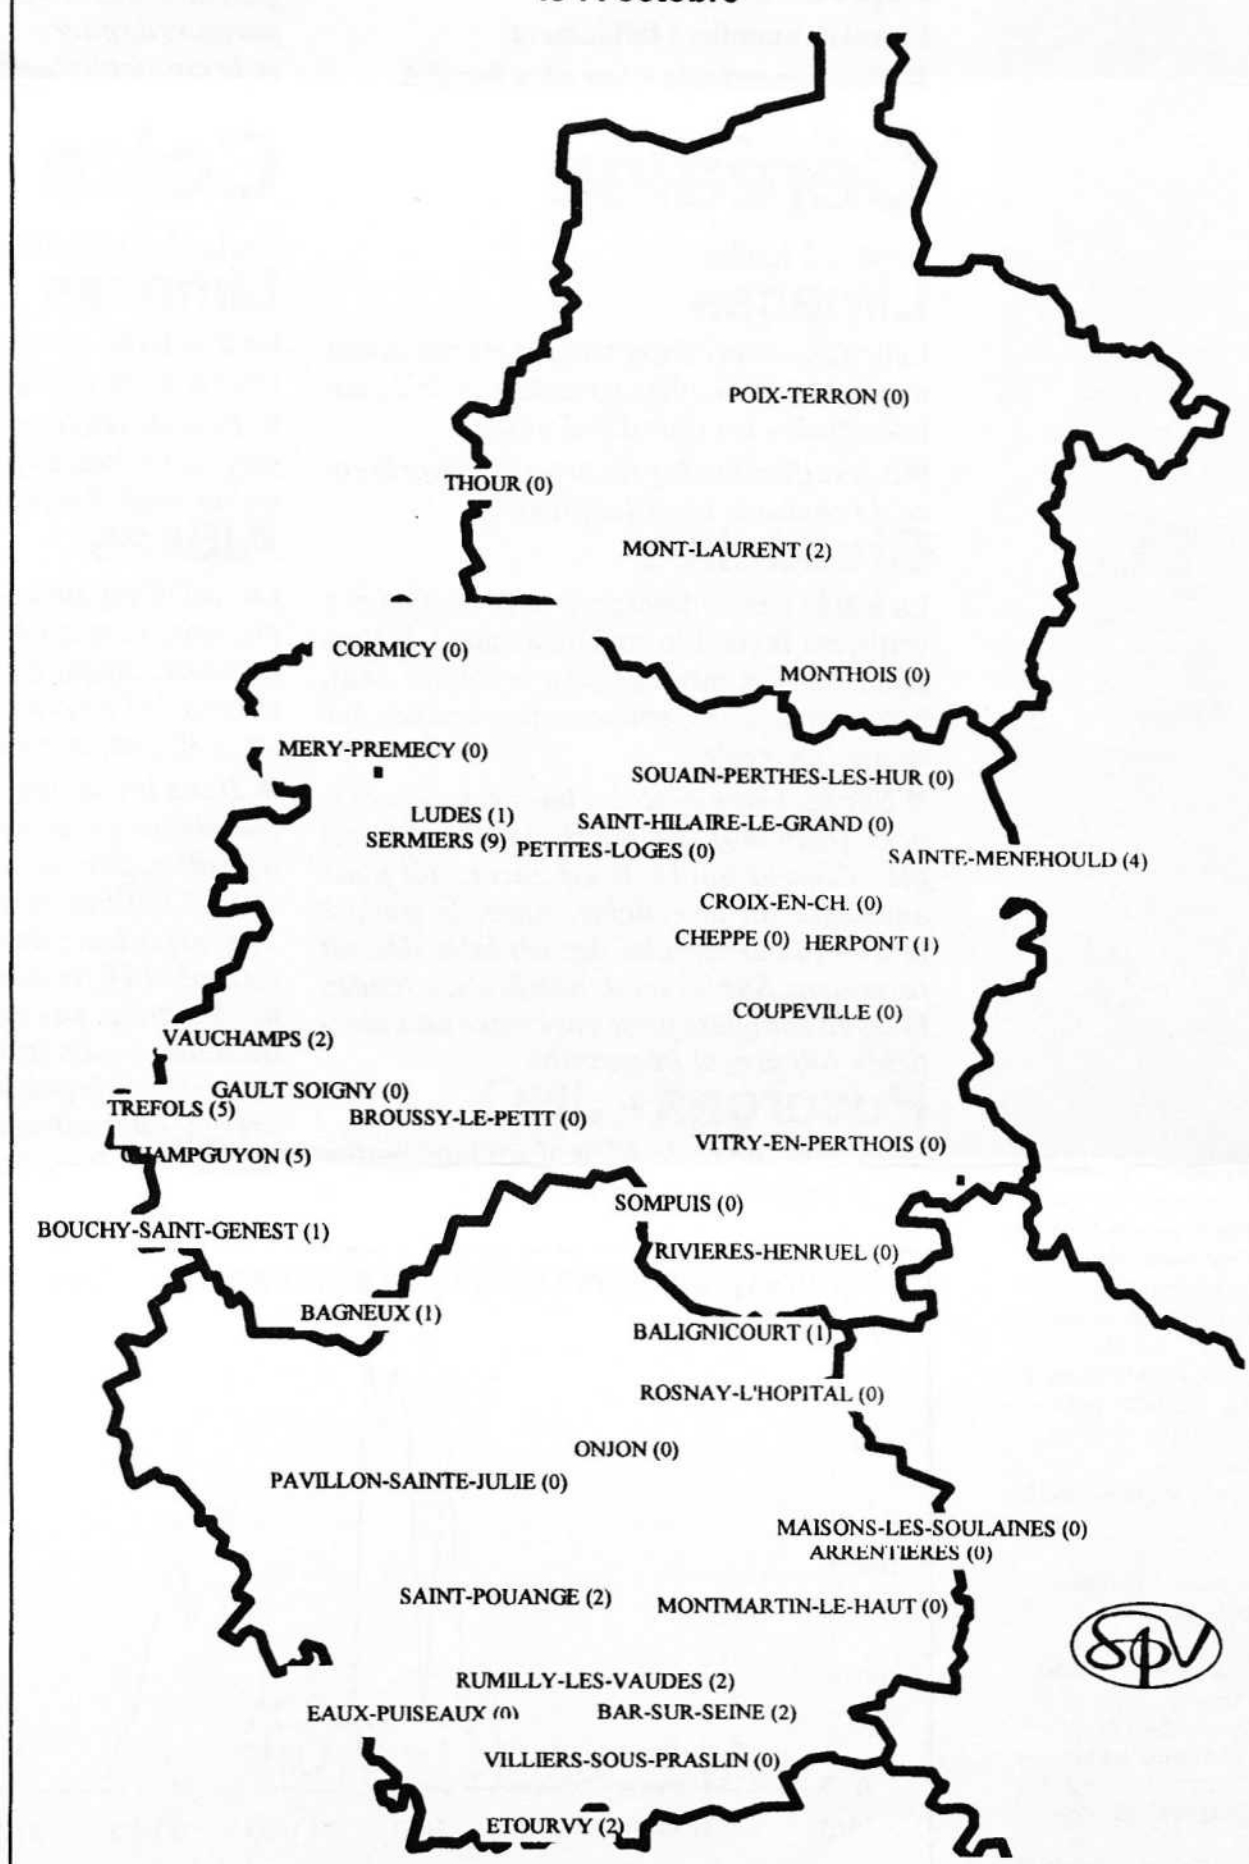 POIX-TERRON (0)
THOUR (0)
MONT-LAURENT (2)
CORMICY (0)
MONTHOIS (0)
MERY-PREMECY (0)
SOUAIN-PERTHES-LES-HUR (0)
LUDES (1)
SAINT-HILAIRE-LE-GRAND (0)
SERMIERS (9)
PETITES-LOGES (0)
SAINTE-MENEHOULD (4)
CROIX-EN-CH. (0)
CHEPPE (0)
HERPONT (1)
COUPEVILLE (0)
VAUCHAMPS (2)
GAULT SOIGNY (0)
TREFOLS (5)
BROUSSY-LE-PETIT (0)
VITRY-EN-PERTHOIS (0)
CHAMPGUYON (5)
SOMPUIS (0)
BOUCHY-SAINT-GENEST (1)
RIVIERES-HENRUEL (0)
BAGNEUX (1)
BALIGNICOURT (1)
ROSNAY-L'HOPITAL (0)
ONJON (0)
PAVILLON-SAINTE-JULIE (0)
MAISONS-LES-SOULAINES (0)
ARRENTIERES (0)
SAINT-POUANGE (2)
MONTMARTIN-LE-HAUT (0)
SPV
RUMILLY-LES-VAUDES (2)
EAUX-PUISEAUX (0)
BAR-SUR-SEINE (2)
VILLIERS-SOUS-PRASLIN (0)
ETOURVY (2)